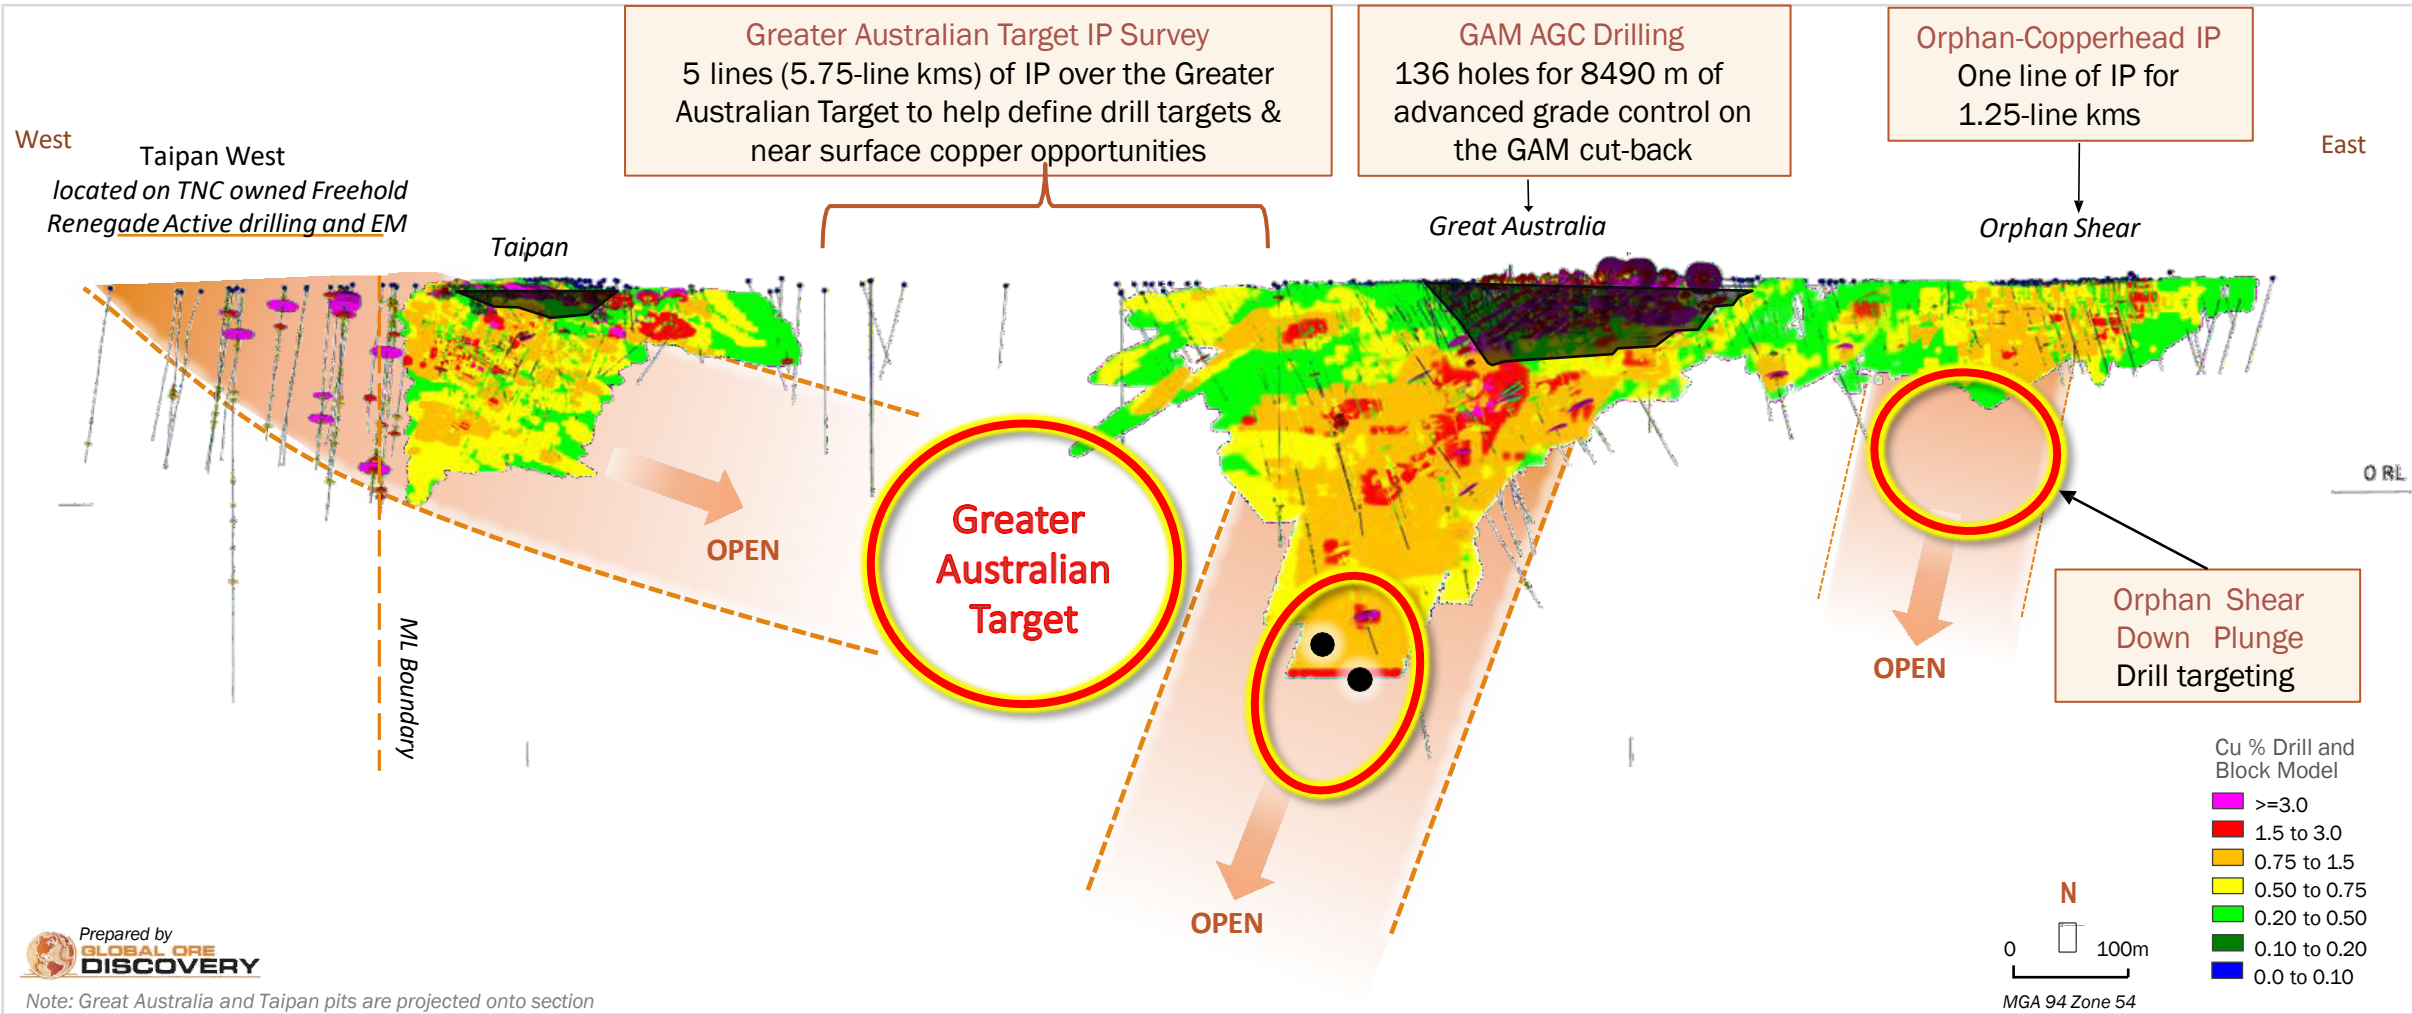 Greater Australian Target IP Survey
5 lines (5.75-line kms) of IP over the Greater
Australian Target to help define drill targets &
near surface copper opportunities
GAM AGC Drilling
136 holes for 8490 m of
advanced grade control on
the GAM cut-back
Orphan-Copperhead IP
One line of IP for
1.25-line kms
West
East
Taipan West
located on TNC owned Freehold
Renegade Active drilling and EM
Taipan
Great Australia
Orphan Shear
0 RL
Greater
Australian
Target
OPEN
OPEN
OPEN
ML Boundary
Orphan Shear
Down Plunge
Drill targeting
Cu % Drill and
Block Model
>=3.0
1.5 to 3.0
0.75 to 1.5
0.50 to 0.75
0.20 to 0.50
0.10 to 0.20
0.0 to 0.10
N
0 100m
MGA 94 Zone 54
Prepared by
GLOBAL ORE
DISCOVERY
Note: Great Australia and Taipan pits are projected onto section